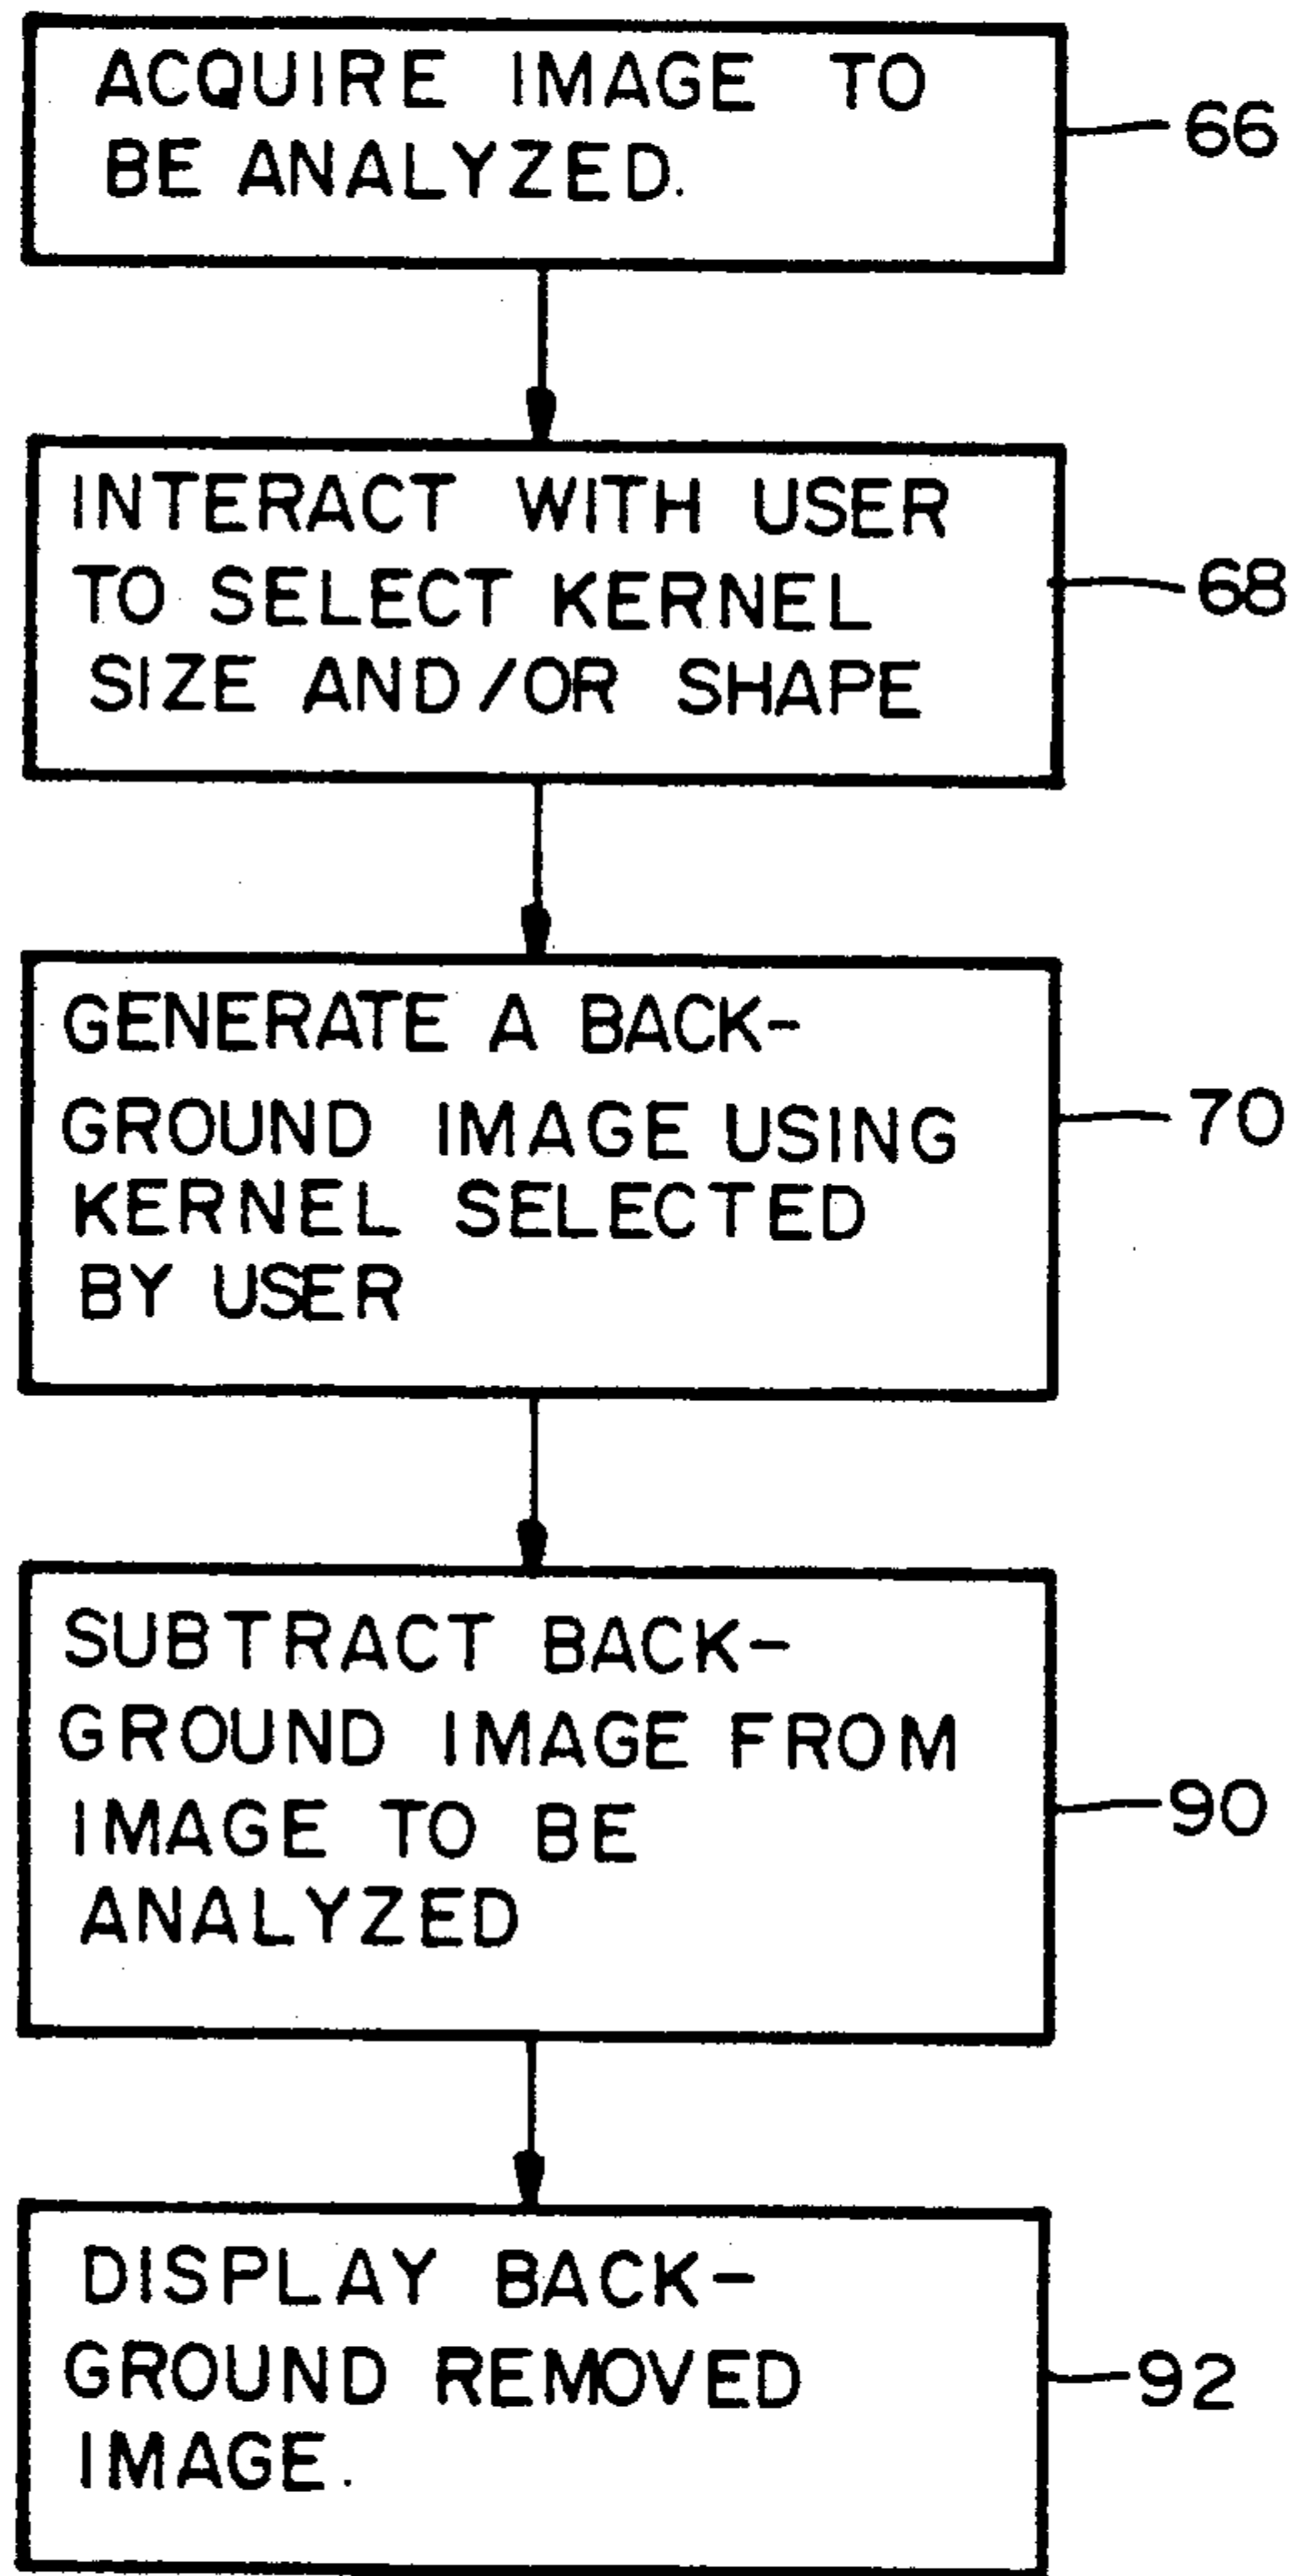 ACQUIRE IMAGE TO
BE ANALYZED.
66
INTERACT WITH USER
TO SELECT KERNEL
SIZE AND/OR SHAPE
68
GENERATE A BACK-
GROUND IMAGE USING
KERNEL SELECTED
BY USER
70
SUBTRACT BACK-
GROUND IMAGE FROM
IMAGE TO BE
ANALYZED
90
DISPLAY BACK-
GROUND REMOVED
IMAGE.
92